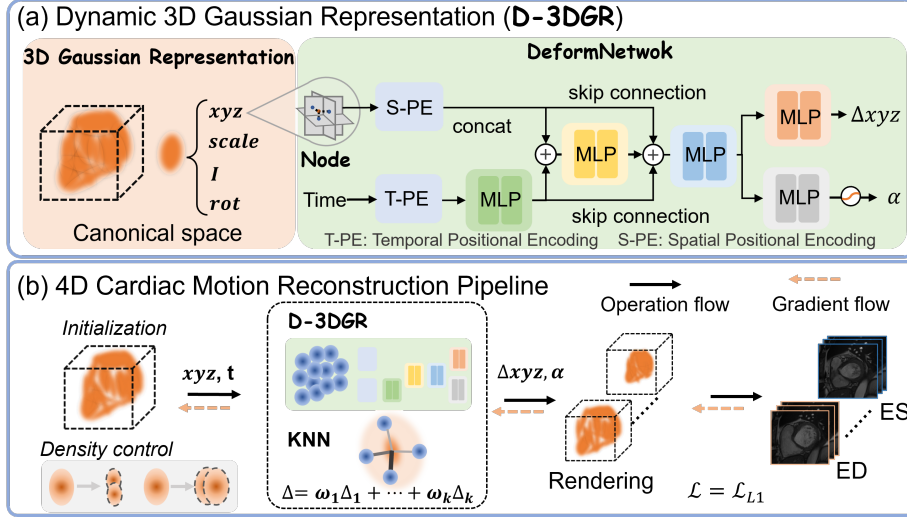 (a) Dynamic 3D Gaussian Representation (D-3DGR)
3D Gaussian Representation
xyz
scale
I
rot
Canonical space
DeformNetwok
Node
S-PE
concat
skip connection
MLP
Δxyz
MLP
MLP
Time
T-PE
MLP
skip connection
MLP
α
T-PE: Temporal Positional Encoding
S-PE: Spatial Positional Encoding
(b) 4D Cardiac Motion Reconstruction Pipeline
Operation flow
Gradient flow
Initialization
xyz, t
Density control
D-3DGR
KNN
Δ= ω₁Δ₁ + ⋯ + ωₖΔₖ
Δxyz, α
Rendering
ES
ED
ℒ = ℒ_{L1}